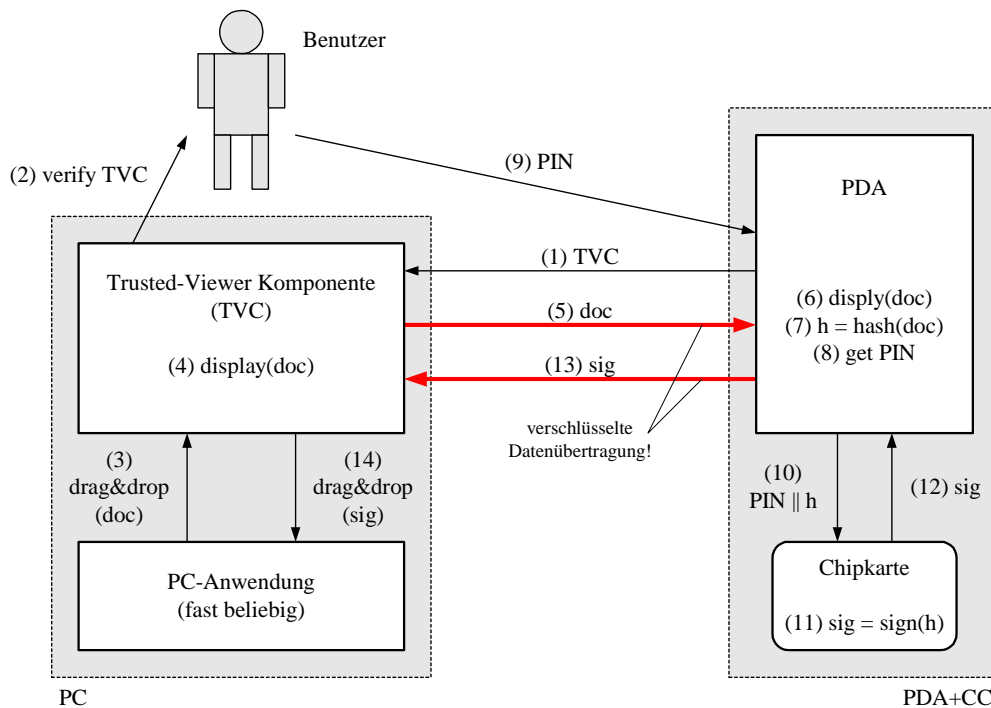 Benutzer
(2) verify TVC
(9) PIN
PDA
(1) TVC
Trusted-Viewer Komponente
(TVC)
(4) display(doc)
(5) doc
(6) disply(doc)
(7) h = hash(doc)
(8) get PIN
(13) sig
verschlüsselte
Datenübertragung!
(3)
drag&drop
(doc)
(14)
drag&drop
(sig)
(10)
PIN || h
(12) sig
PC-Anwendung
(fast beliebig)
Chipkarte
(11) sig = sign(h)
PC
PDA+CC